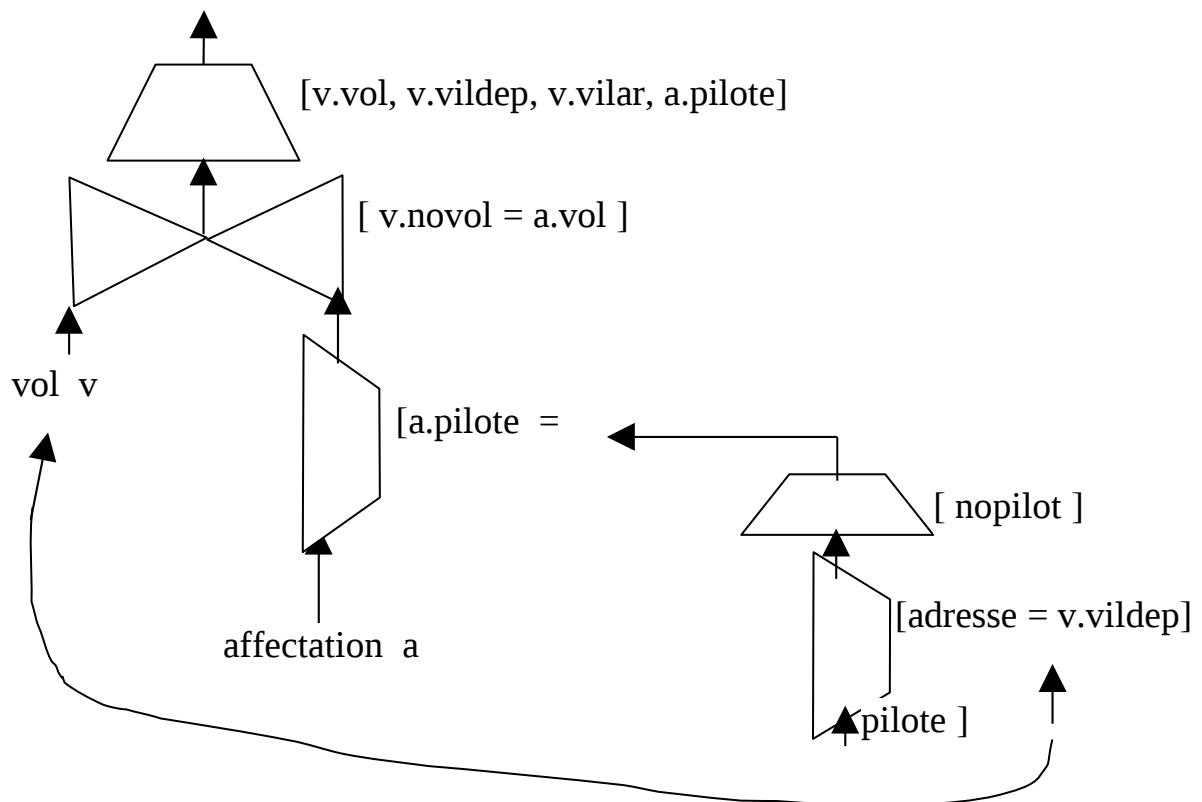 [v.vol, v.vildep, v.vilar, a.pilote]
[ v.novol = a.vol ]
vol v
[a.pilote =
[ nopilot ]
[adresse = v.vildep]
affectation a
pilote ]